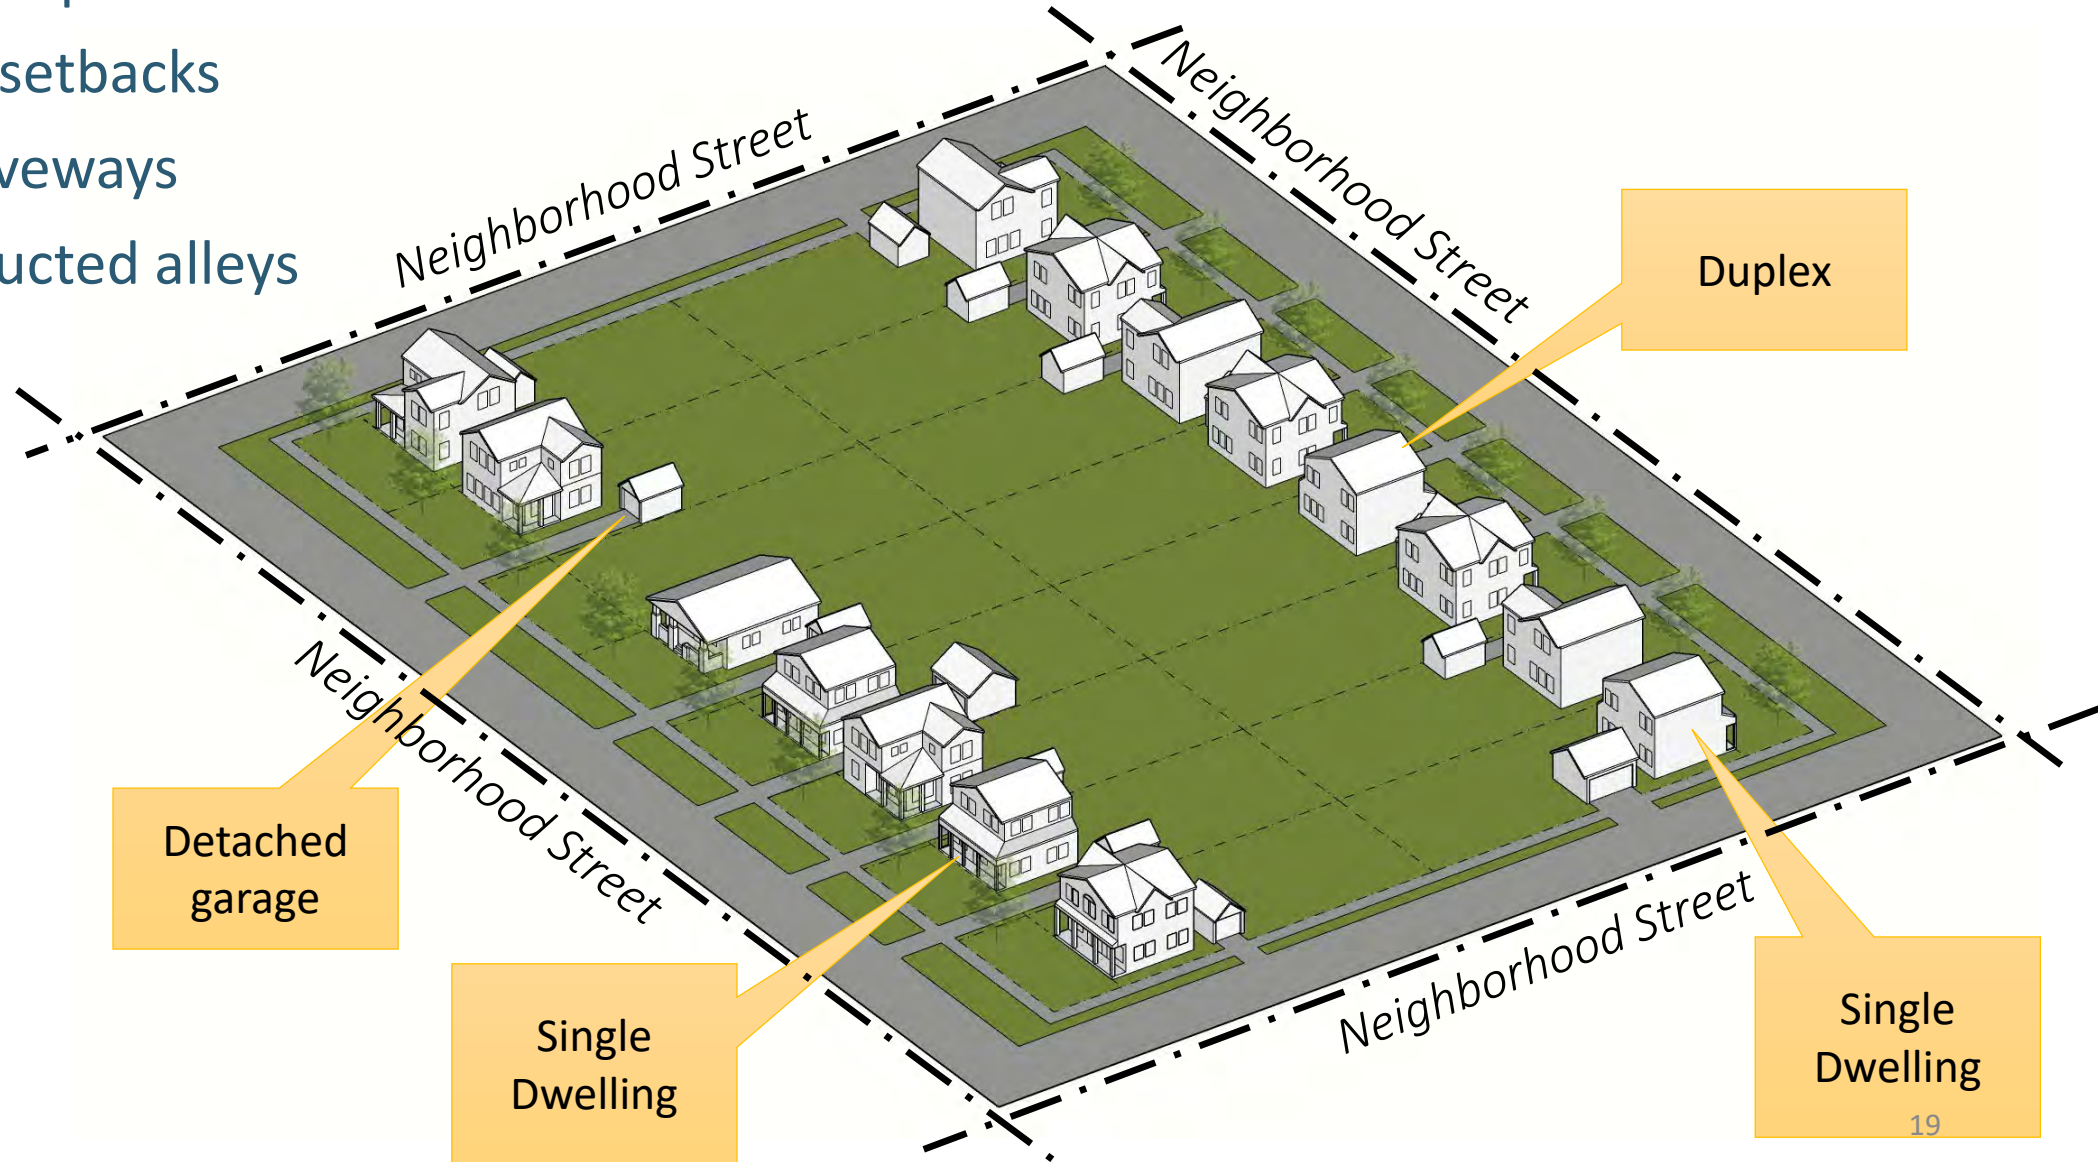 setbacks
veways
ucted alleys
Neighborhood Street
Neighborhood Street
Duplex
Neighborhood Street
Detached
garage
Neighborhood Street
Single
Dwelling
Single
Dwelling
19